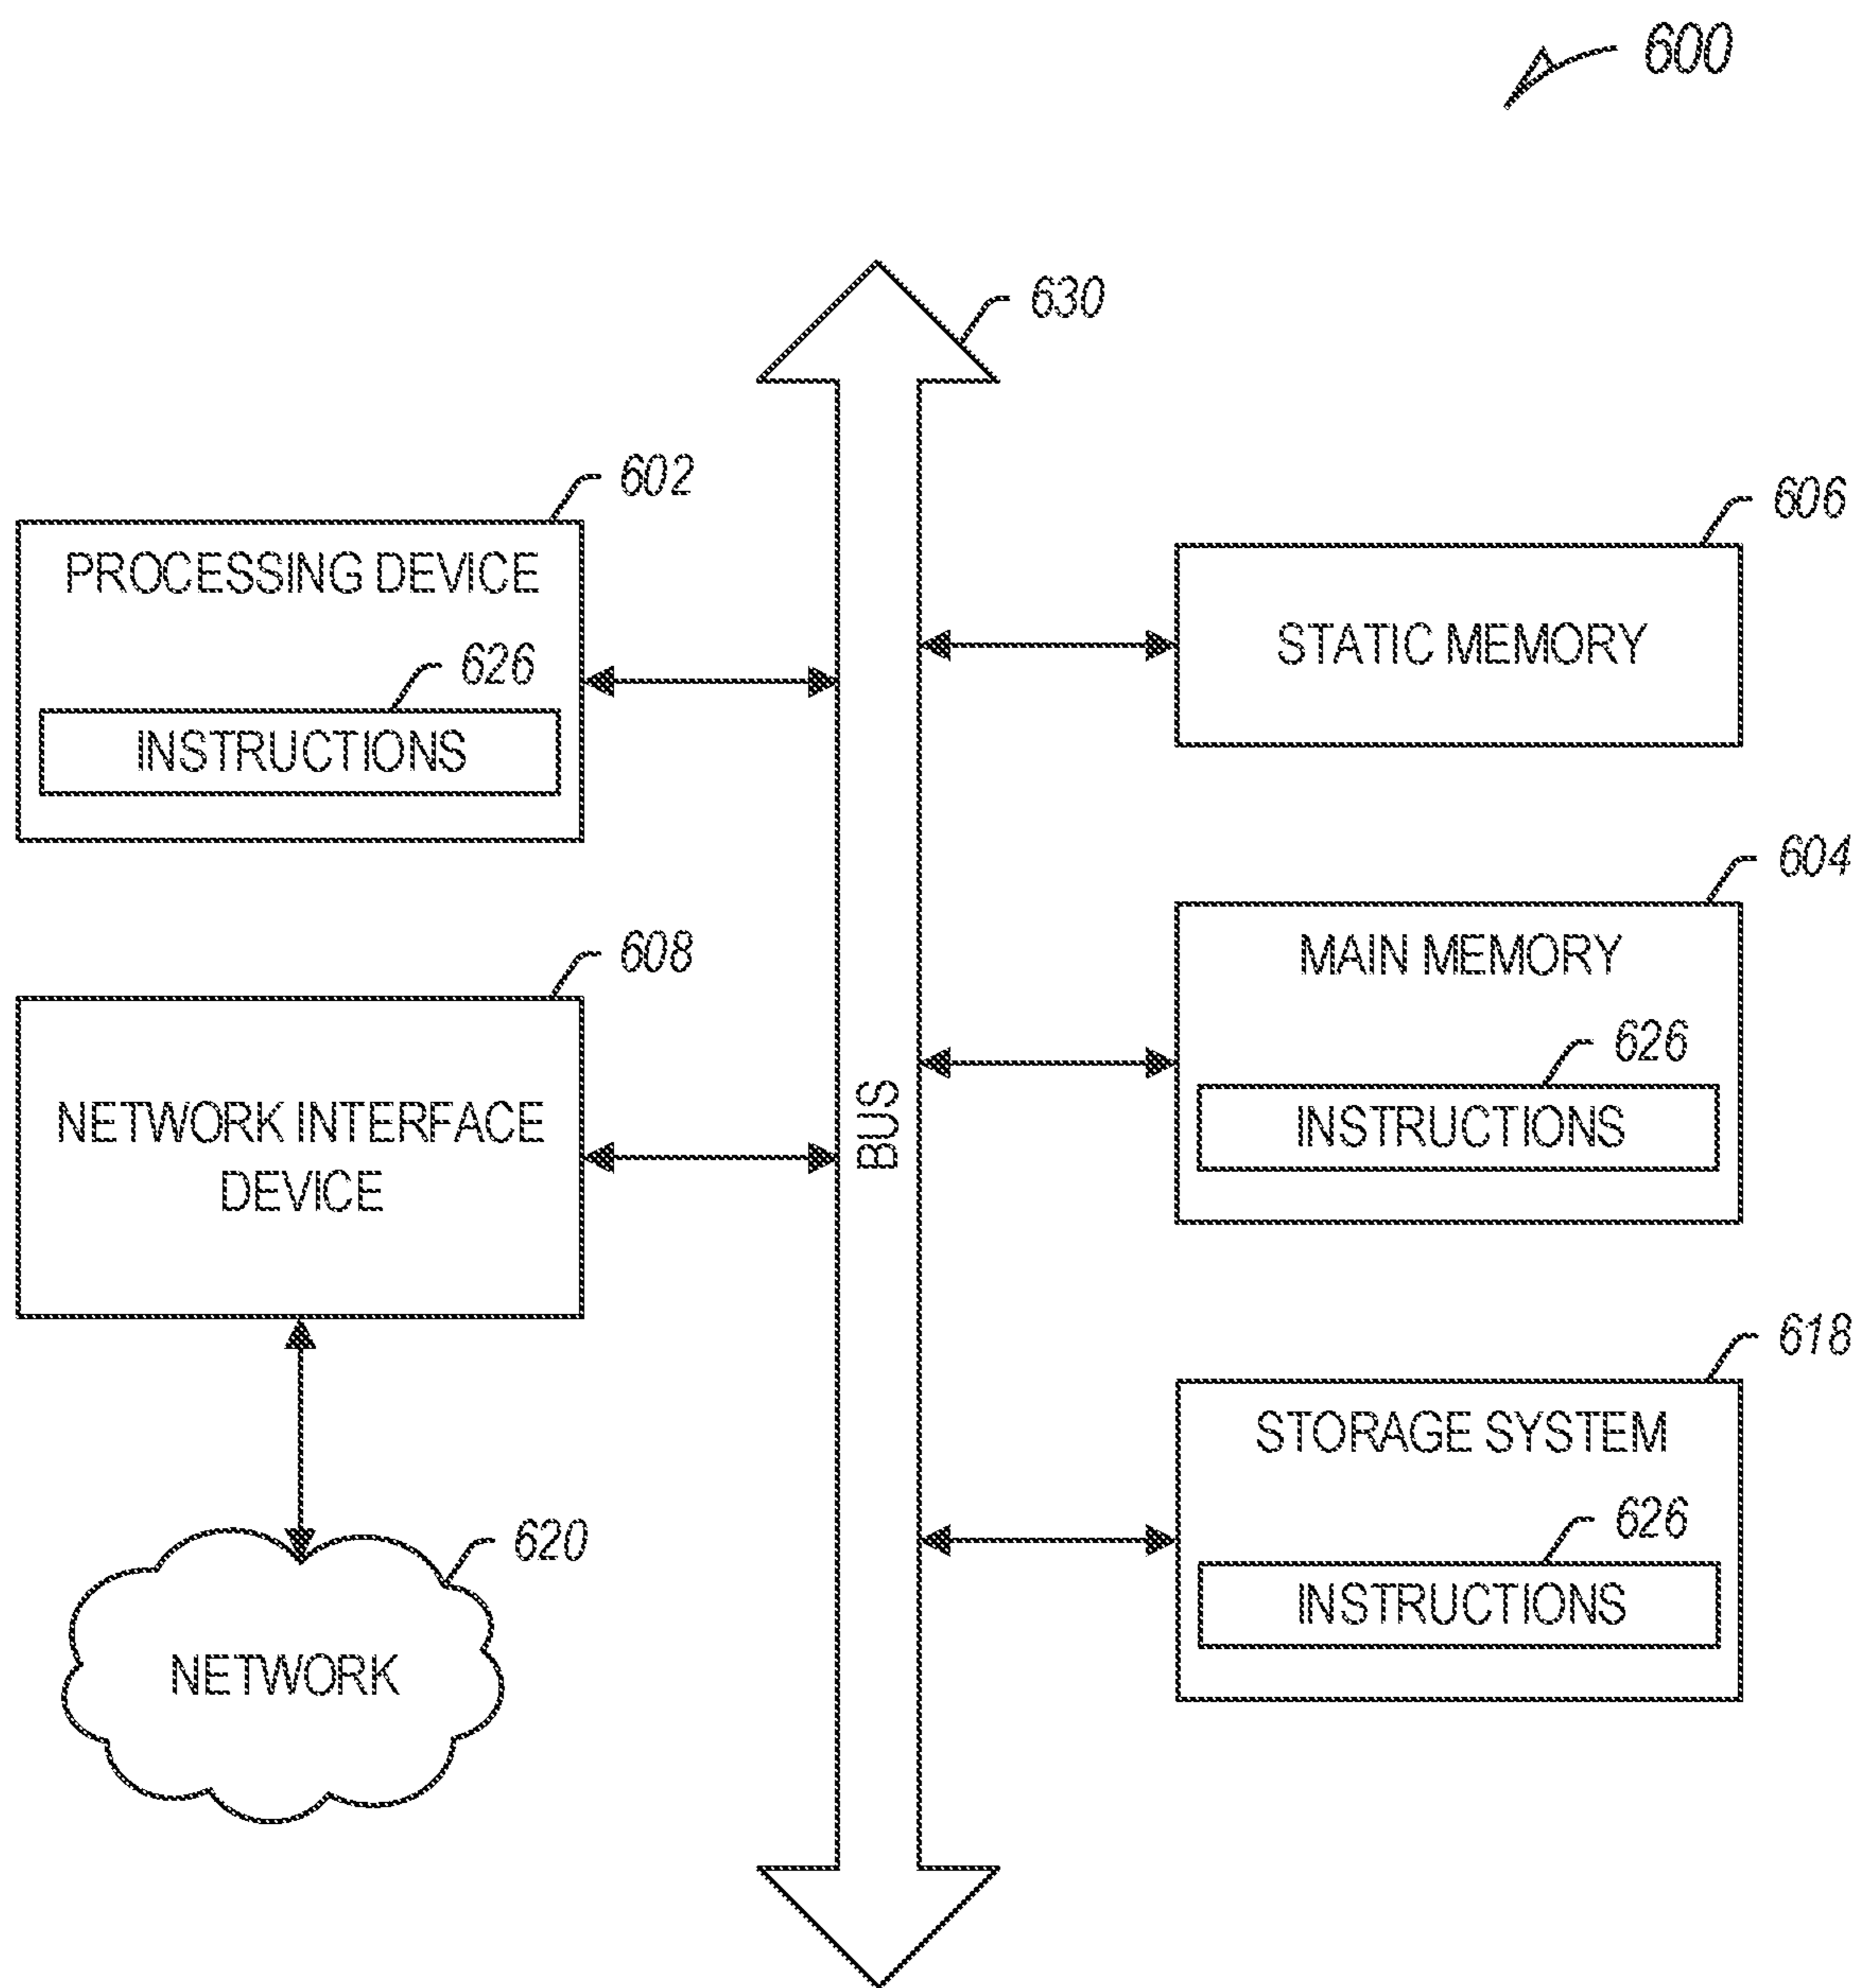 600
630
602
PROCESSING DEVICE
626
INSTRUCTIONS
608
NETWORK INTERFACE
DEVICE
620
NETWORK
BUS
606
STATIC MEMORY
604
MAIN MEMORY
626
INSTRUCTIONS
618
STORAGE SYSTEM
626
INSTRUCTIONS